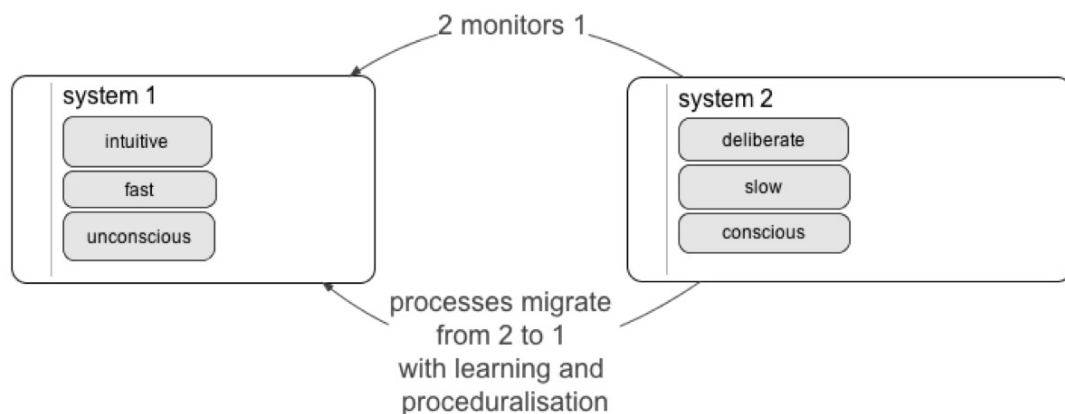 2 monitors 1
system 1
intuitive
fast
unconscious
system 2
deliberate
slow
conscious
processes migrate
from 2 to 1
with learning and
proceduralisation